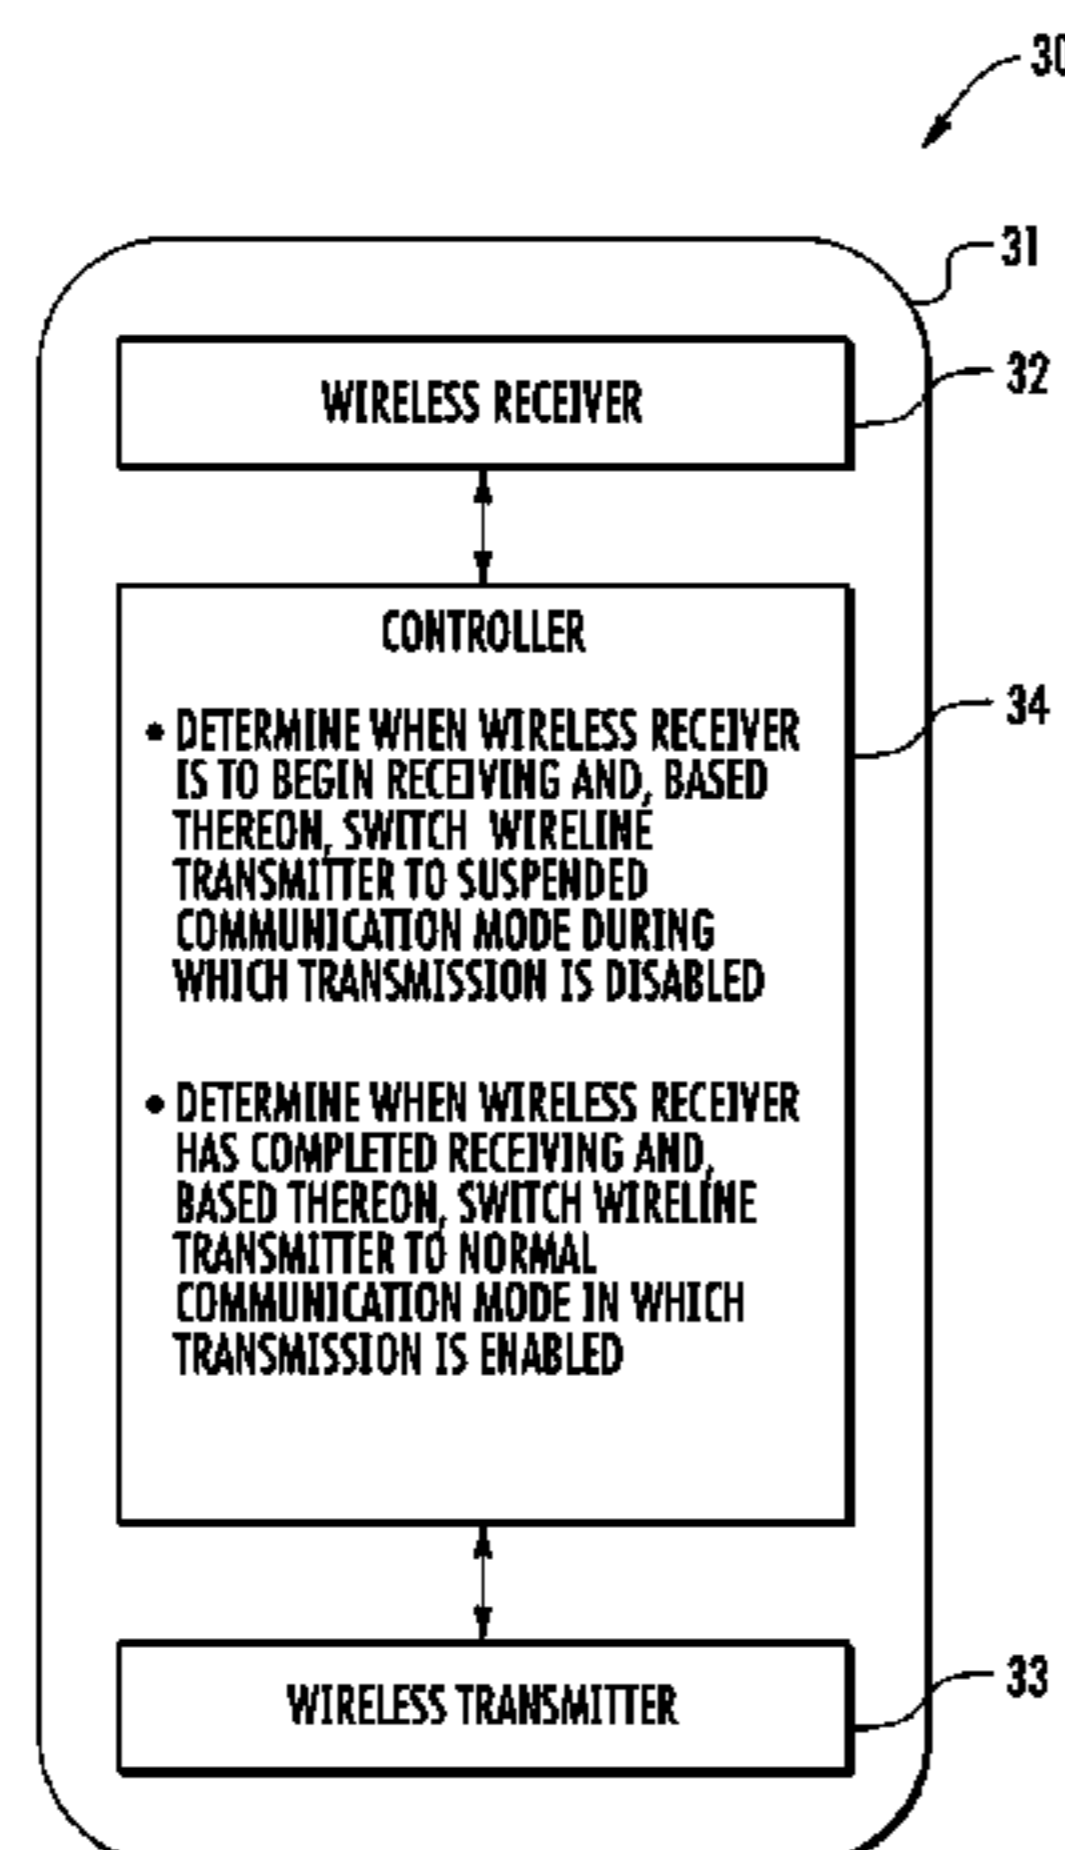 30
31
WIRELESS RECEIVER
32
CONTROLLER
34
• DETERMINE WHEN WIRELESS RECEIVER
IS TO BEGIN RECEIVING AND, BASED
THEREON, SWITCH WIRELINE
TRANSMITTER TO SUSPENDED
COMMUNICATION MODE DURING
WHICH TRANSMISSION IS DISABLED
• DETERMINE WHEN WIRELESS RECEIVER
HAS COMPLETED RECEIVING AND,
BASED THEREON, SWITCH WIRELINE
TRANSMITTER TO NORMAL
COMMUNICATION MODE IN WHICH
TRANSMISSION IS ENABLED
33
WIRELESS TRANSMITTER